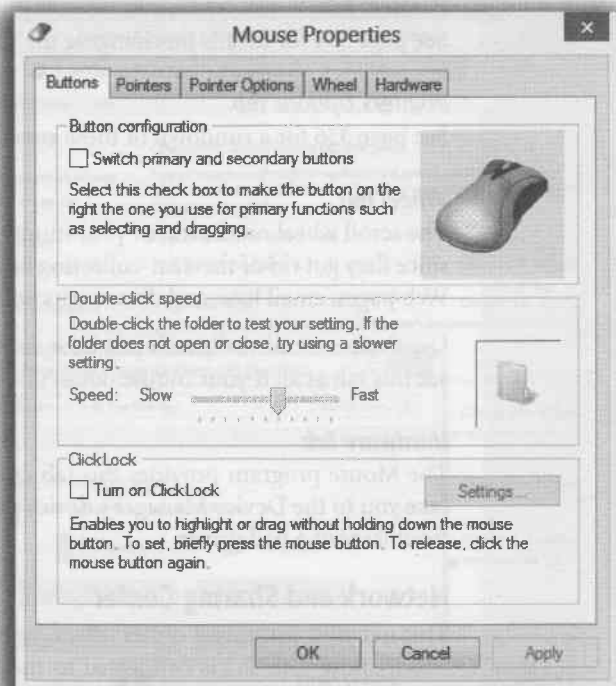 Mouse Properties
Buttons Pointers Pointer Options Wheel Hardware
Button configuration
Switch primary and secondary buttons
Select this check box to make the button on the
right the one you use for primary functions such
as selecting and dragging.
Double-click speed
Double-click the folder to test your setting. If the
folder does not open or close, try using a slower
setting.
Speed: Slow Fast
ClickLock
Turn on ClickLock
Settings...
Enables you to highlight or drag without holding down the mouse
button. To set, briefly press the mouse button. To release, click the
mouse button again.
OK Cancel Apply